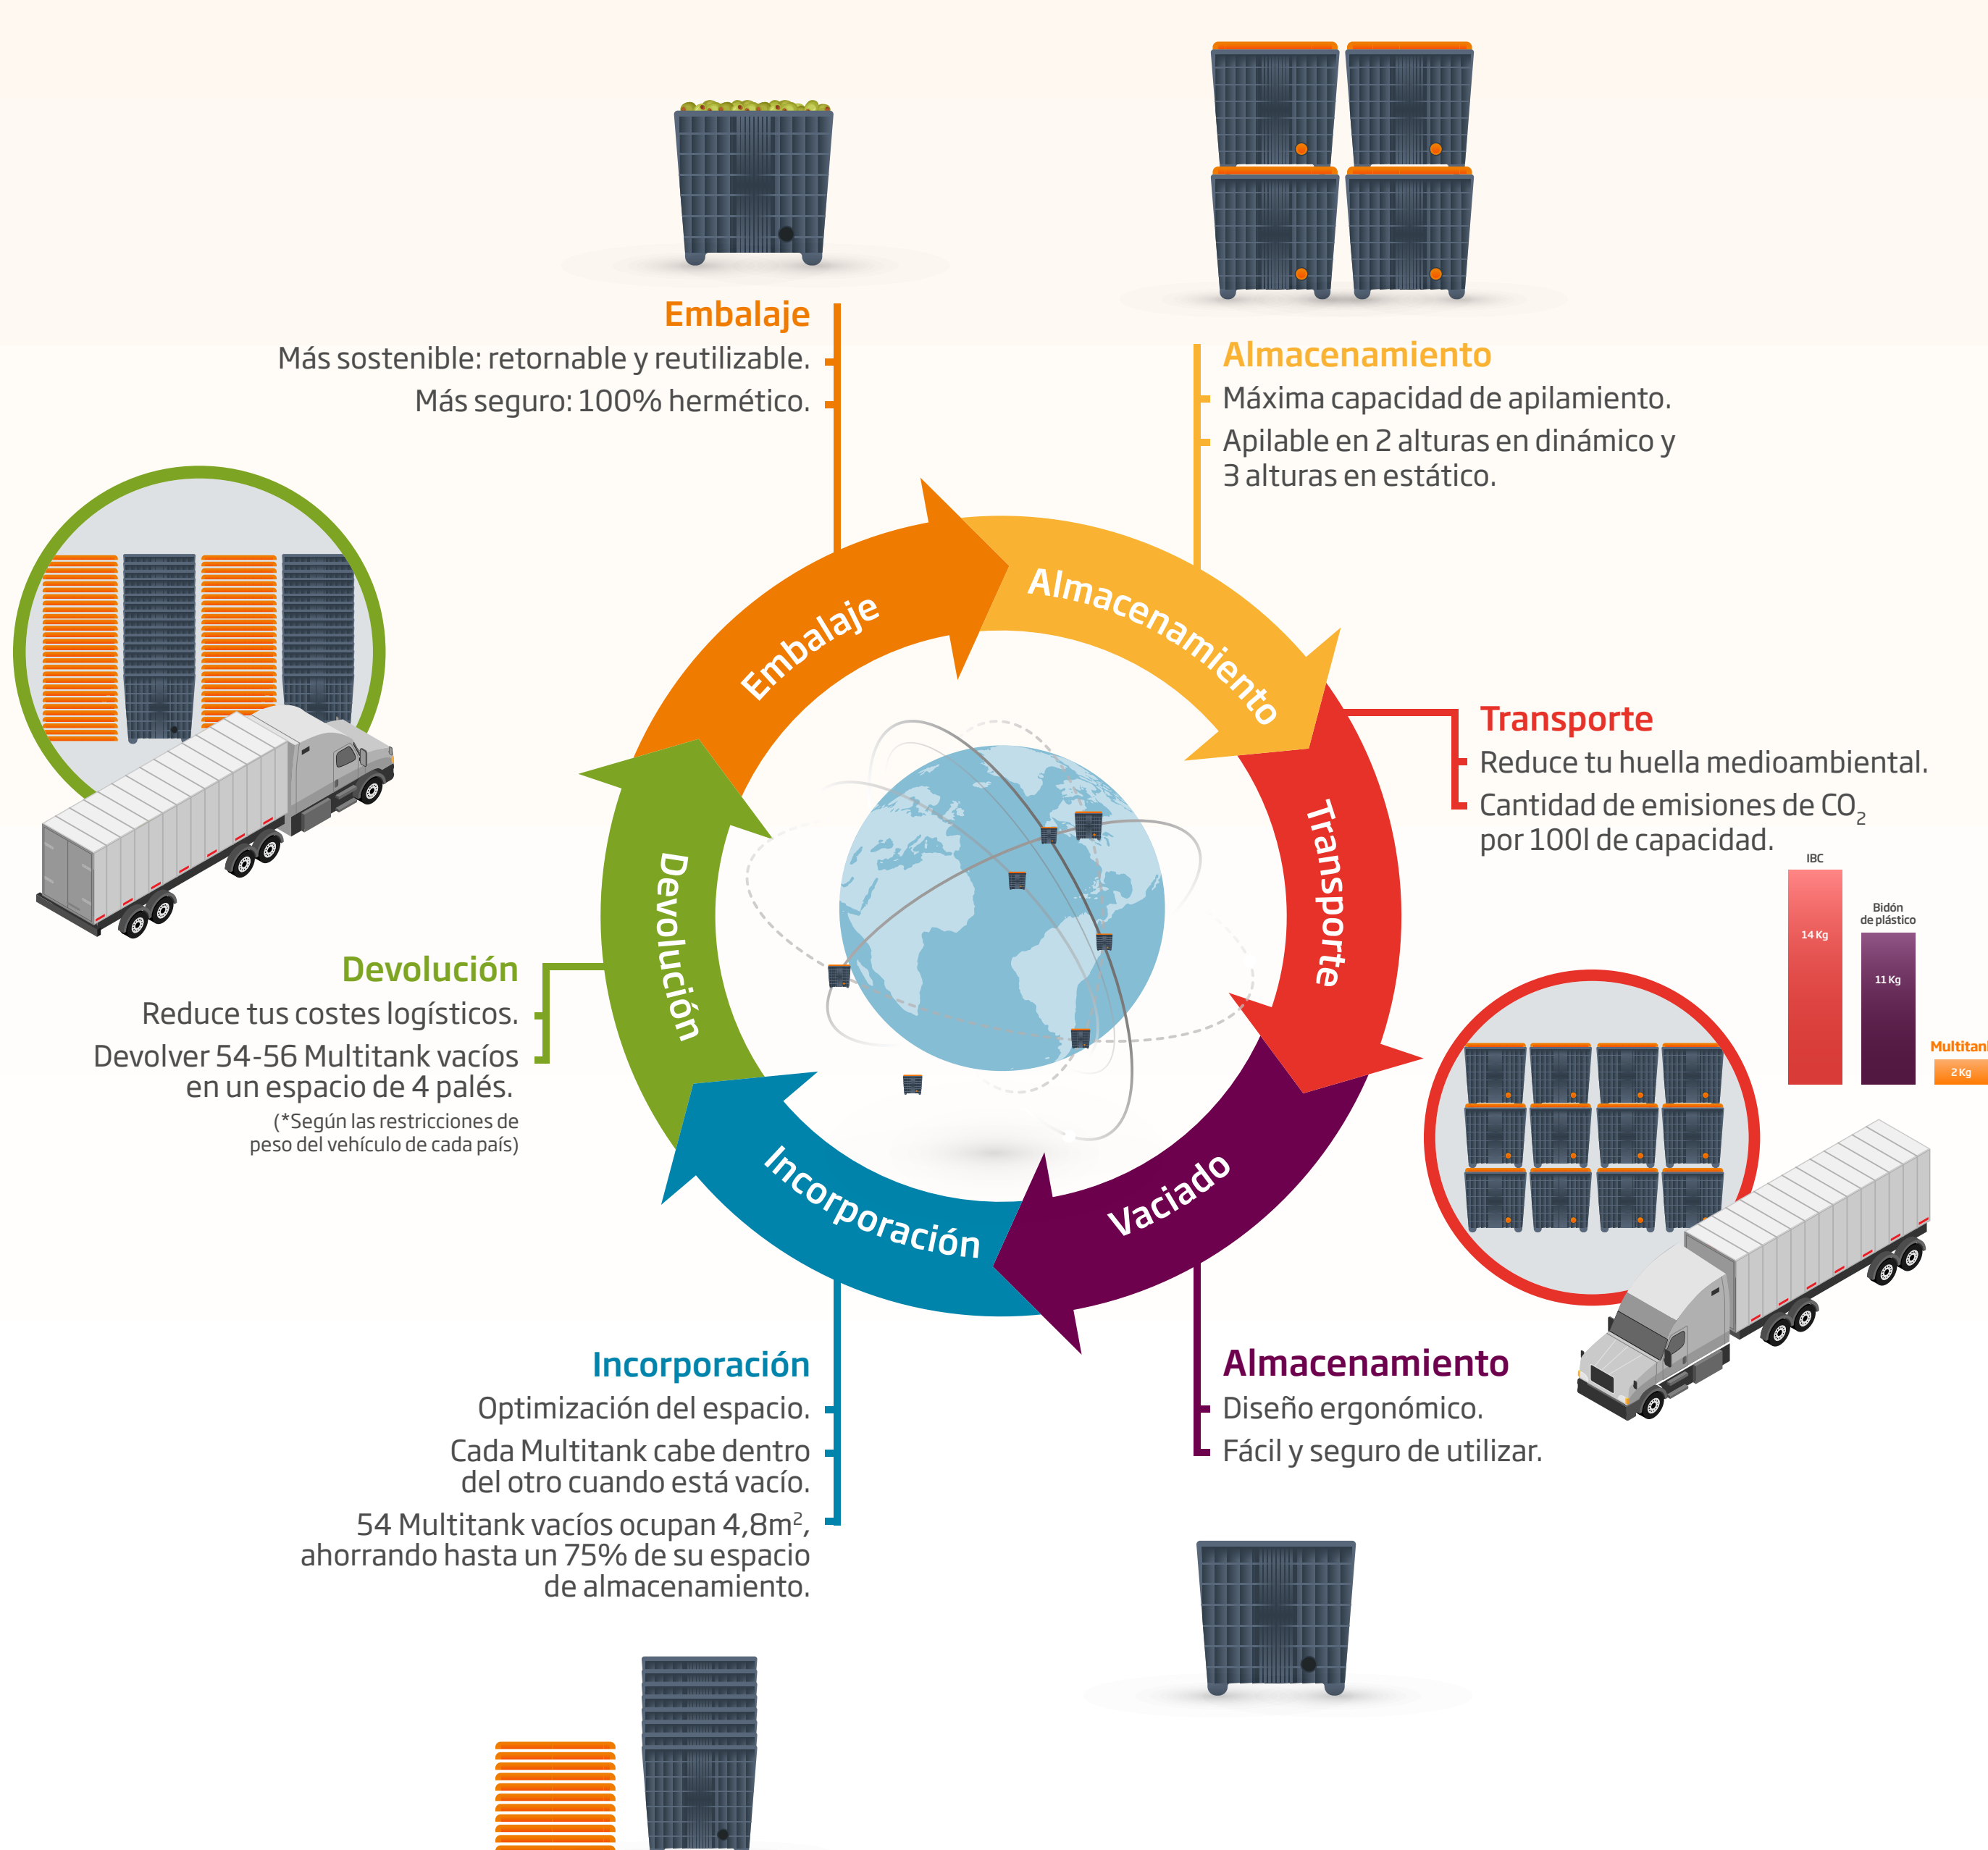 Embalaje
Más sostenible: retornable y reutilizable.
Más seguro: 100% hermético.
Almacenamiento
Máxima capacidad de apilamiento.
Apilable en 2 alturas en dinámico y
3 alturas en estático.
Embalaje
Almacenamiento
Transporte
Vaciado
Incorporación
Devolución
Transporte
Reduce tu huella medioambiental.
Cantidad de emisiones de CO₂
por 100l de capacidad.
IBC
14 Kg
Bidón
de plástico
11 Kg
Multitank
2 Kg
Devolución
Reduce tus costes logísticos.
Devolver 54-56 Multitank vacíos
en un espacio de 4 palés.
(*Según las restricciones de
peso del vehículo de cada país)
Incorporación
Optimización del espacio.
Cada Multitank cabe dentro
del otro cuando está vacío.
54 Multitank vacíos ocupan 4,8m²,
ahorrando hasta un 75% de su espacio
de almacenamiento.
Almacenamiento
Diseño ergonómico.
Fácil y seguro de utilizar.